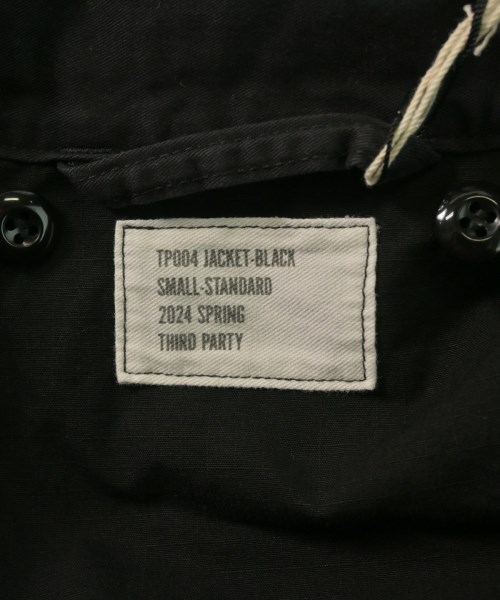 TP004 JACKET-BLACK
SMALL-STANDARD
2024 SPRING
THIRD PARTY